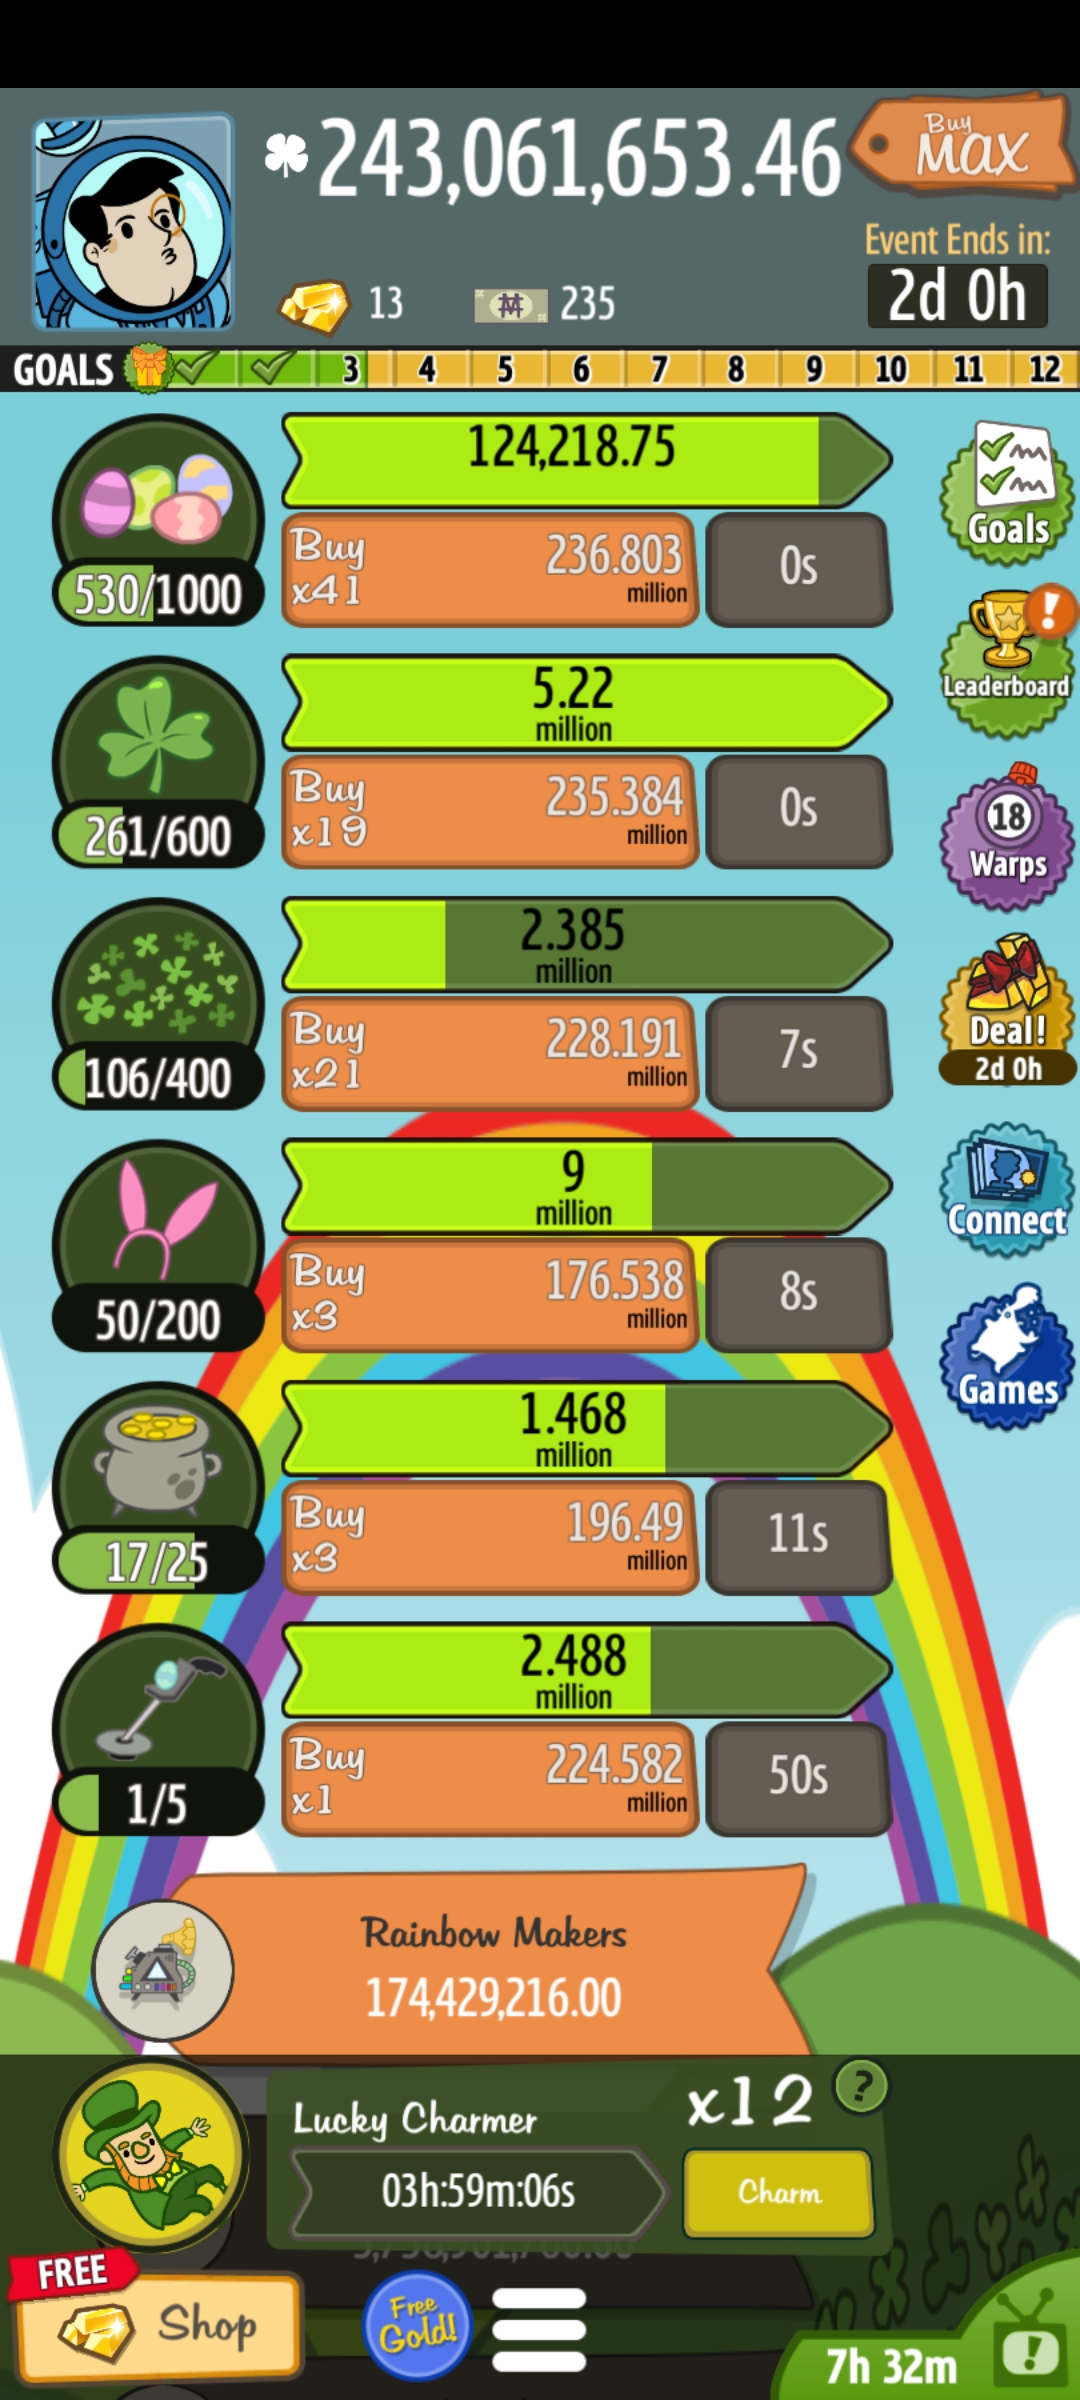 243,061,653.46
Buy
MAX
Event Ends in:
2d 0h
13
235
GOALS
3 4 5 6 7 8 9 10 11 12
124,218.75
Buy
x41
236.803
million
0s
530/1000
Goals
5.22
million
Buy
x19
235.384
million
0s
261/600
Leaderboard
!
2.385
million
Buy
x21
228.191
million
7s
106/400
18
Warps
Deal!
2d 0h
9
million
Buy
x3
176.538
million
8s
50/200
Connect
1.468
million
Buy
x3
196.49
million
11s
17/25
Games
2.488
million
Buy
x1
224.582
million
50s
1/5
Rainbow Makers
174,429,216.00
Lucky Charmer
x12
?
03h:59m:06s
Charm
FREE
Shop
Free
Gold!
7h 32m
!